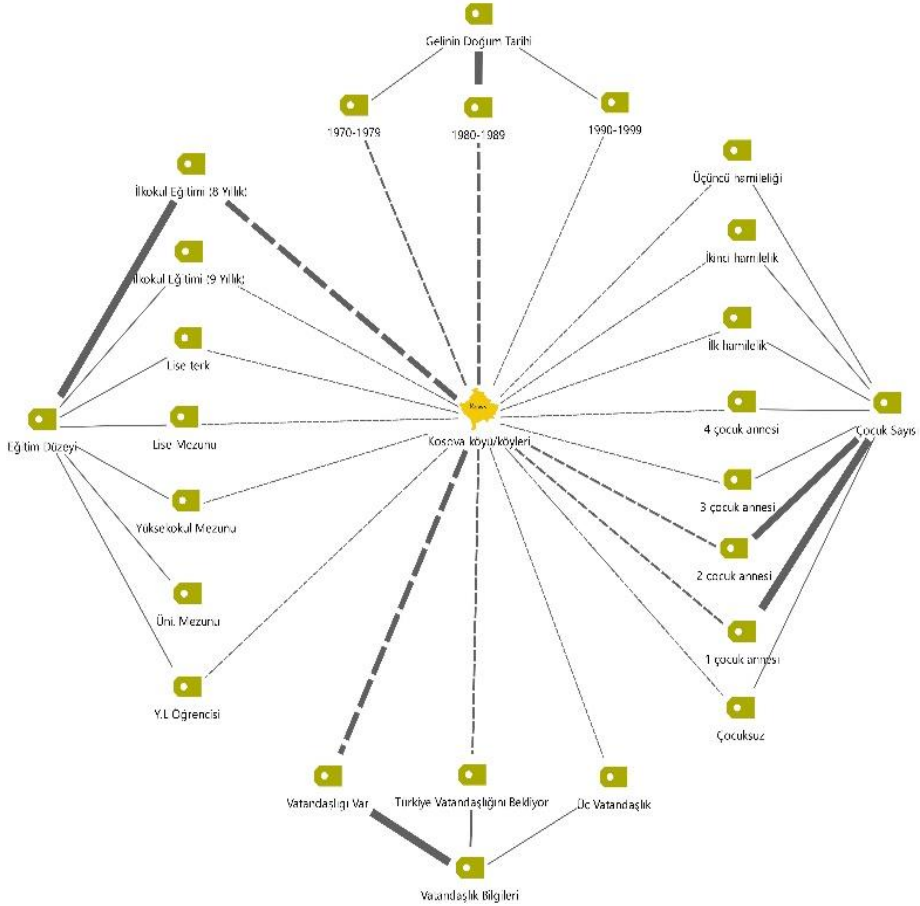 Gelinin Doğum Tarihi
1970-1979
1980-1989
1990-1999
İlkokul Eğitimi (8 Yıllık)
Üçüncü hamileliği
İlkokul Eğitimi (9 Yıllık)
İkinci hamilelik
Lise terk
İlk hamilelik
Eğitim Düzeyi
Lise Mezunu
Kosova köyü/köyleri
4 çocuk annesi
Çocuk Sayıs
Yüksekokul Mezunu
3 çocuk annesi
2 çocuk annesi
Üni. Mezunu
1 çocuk annesi
Y.L Öğrencisi
Çocuksuz
Vatandaşlığı Var
Türkiye Vatandaşlığını Bekliyor
Üç Vatandaşlık
Vatandaşlık Bilgileri